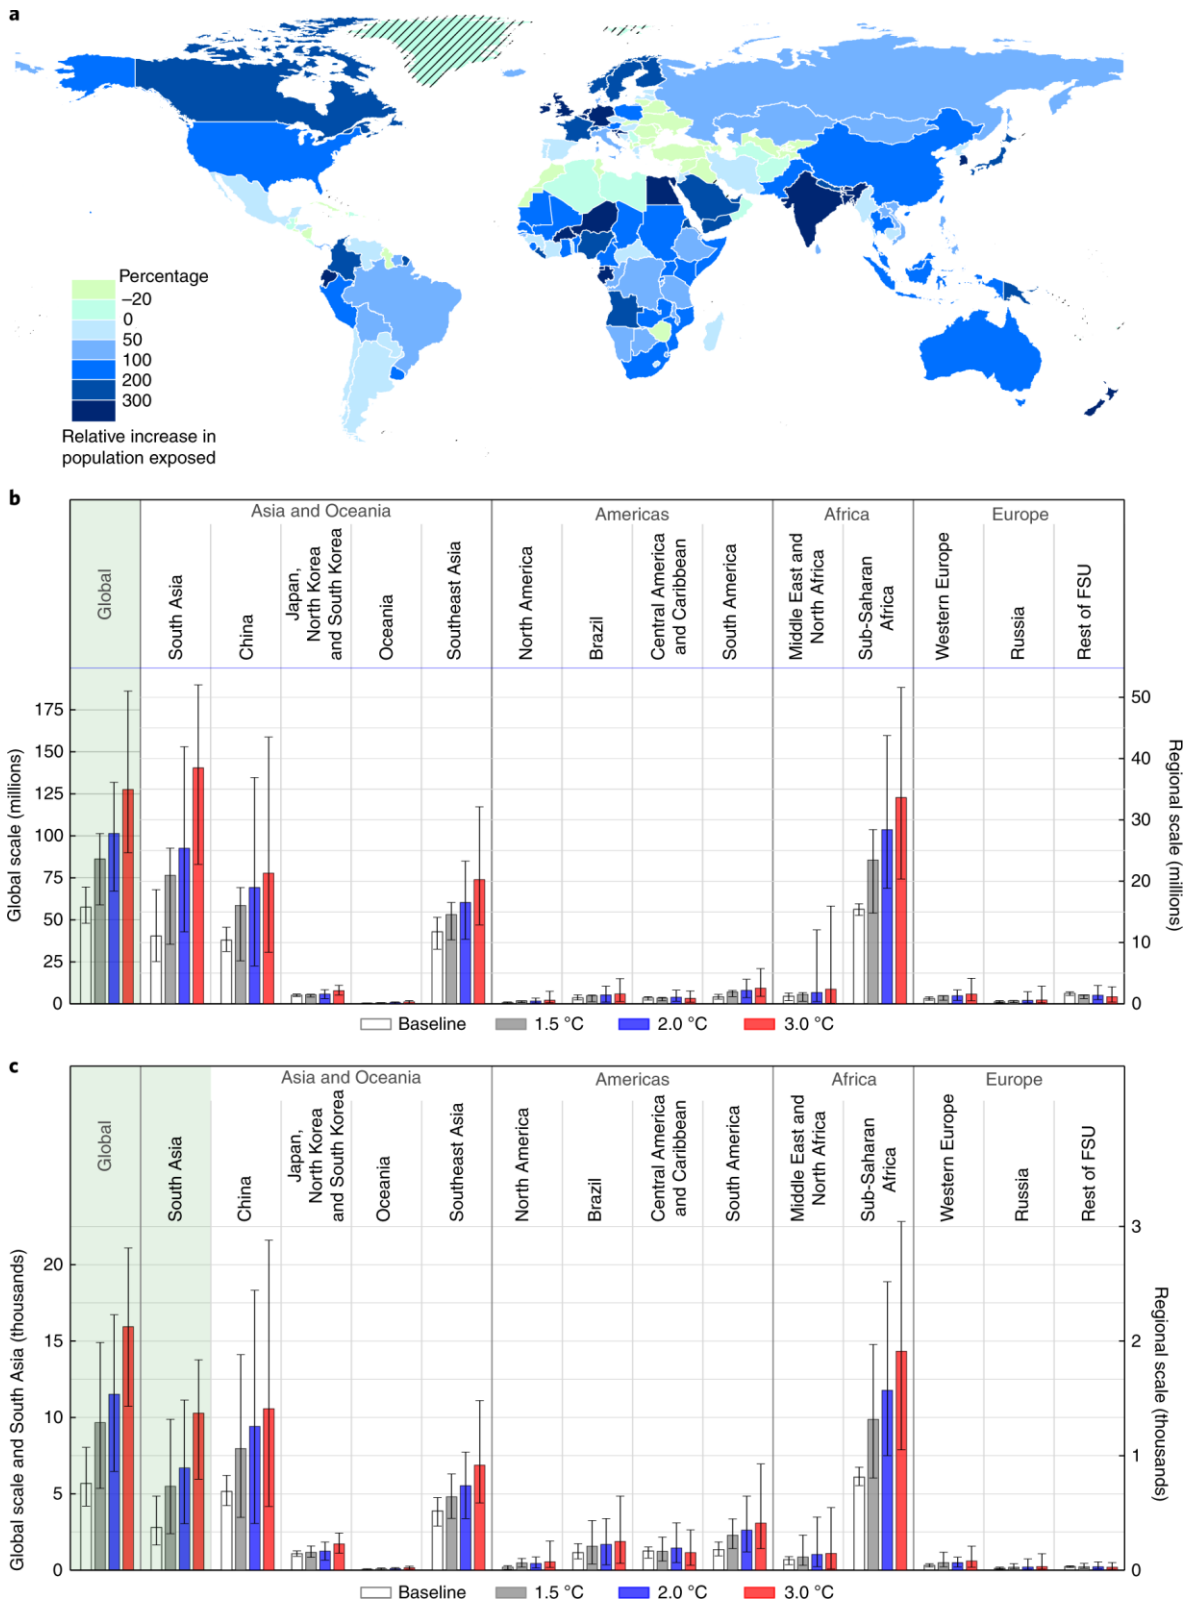 a
Percentage
–20
0
50
100
200
300
Relative increase in
population exposed
b
Asia and Oceania
Americas
Africa
Europe
Global
South Asia
China
Japan,
North Korea
and South Korea
Oceania
Southeast Asia
North America
Brazil
Central America
and Caribbean
South America
Middle East and
North Africa
Sub-Saharan
Africa
Western Europe
Russia
Rest of FSU
Global scale (millions)
175
150
125
100
75
50
25
0
50
40
30
20
10
0
Regional scale
(millions)
Baseline
1.5 °C
2.0 °C
3.0 °C
c
Asia and Oceania
Americas
Africa
Europe
Global
South Asia
China
Japan,
North Korea
and South Korea
Oceania
Southeast Asia
North America
Brazil
Central America
and Caribbean
South America
Middle East and
North Africa
Sub-Saharan
Africa
Western Europe
Russia
Rest of FSU
Global scale and South Asia (thousands)
20
15
10
5
0
3
2
1
0
Regional scale
(thousands)
Baseline
1.5 °C
2.0 °C
3.0 °C